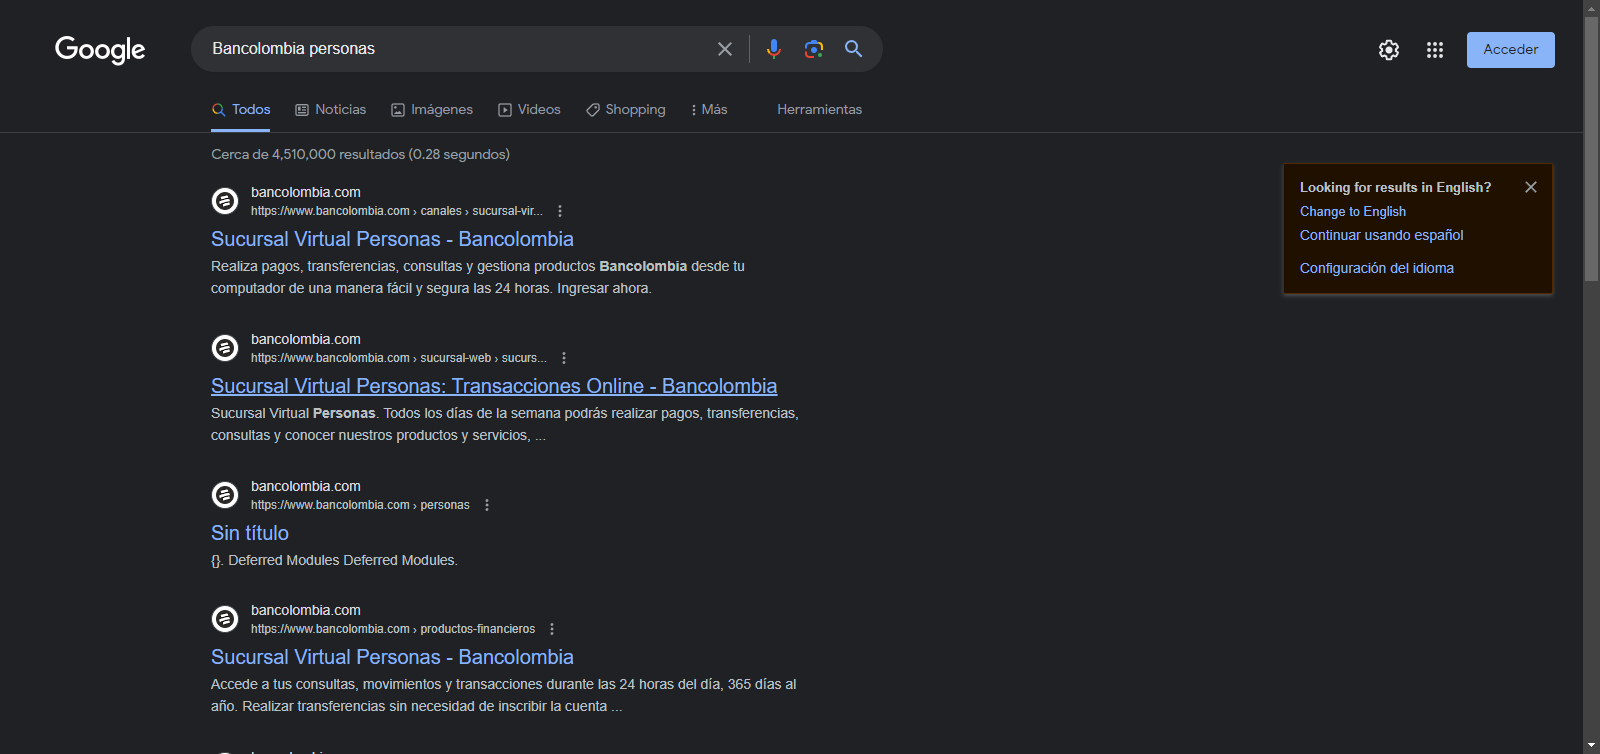 Google
Bancolombia personas
Acceder
Todos
Noticias
Imágenes
Videos
Shopping
Más
Herramientas
Cerca de 4,510,000 resultados (0.28 segundos)
bancolombia.com
https://www.bancolombia.com › canales › sucursal-vir...
Sucursal Virtual Personas - Bancolombia
Realiza pagos, transferencias, consultas y gestiona productos Bancolombia desde tu
computador de una manera fácil y segura las 24 horas. Ingresar ahora.
bancolombia.com
https://www.bancolombia.com › sucursal-web › sucurs...
Sucursal Virtual Personas: Transacciones Online - Bancolombia
Sucursal Virtual Personas. Todos los días de la semana podrás realizar pagos, transferencias,
consultas y conocer nuestros productos y servicios, ...
bancolombia.com
https://www.bancolombia.com › personas
Sin título
{}. Deferred Modules Deferred Modules.
bancolombia.com
https://www.bancolombia.com › productos-financieros
Sucursal Virtual Personas - Bancolombia
Accede a tus consultas, movimientos y transacciones durante las 24 horas del día, 365 días al
año. Realizar transferencias sin necesidad de inscribir la cuenta ...
Looking for results in English?
Change to English
Continuar usando español
Configuración del idioma